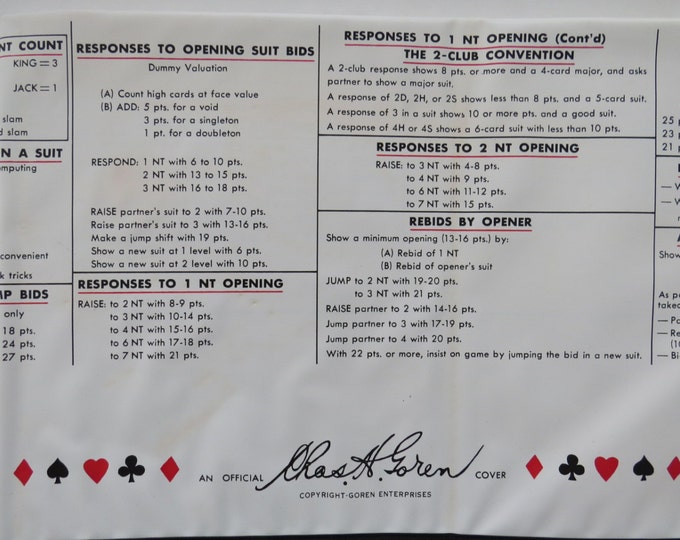 NT COUNT
KING = 3
JACK = 1
slam
d slam
N A SUIT
omputing
convenient
k tricks
MP BIDS
only
18 pts.
24 pts.
27 pts.
RESPONSES TO OPENING SUIT BIDS
Dummy Valuation
(A) Count high cards at face value
(B) ADD: 5 pts. for a void
3 pts. for a singleton
1 pt. for a doubleton
RESPOND: 1 NT with 6 to 10 pts.
2 NT with 13 to 15 pts.
3 NT with 16 to 18 pts.
RAISE partner's suit to 2 with 7-10 pts.
Raise partner's suit to 3 with 13-16 pts.
Make a jump shift with 19 pts.
Show a new suit at 1 level with 6 pts.
Show a new suit at 2 level with 10 pts.
RESPONSES TO 1 NT OPENING
RAISE: to 2 NT with 8-9 pts.
to 3 NT with 10-14 pts.
to 4 NT with 15-16 pts.
to 6 NT with 17-18 pts.
to 7 NT with 21 pts.
RESPONSES TO 1 NT OPENING (Cont'd)
THE 2-CLUB CONVENTION
A 2-club response shows 8 pts. or more and a 4-card major, and asks
partner to show a major suit.
A response of 2D, 2H, or 2S shows less than 8 pts. and a 5-card suit.
A response of 3 in a suit shows 10 or more pts. and a good suit.
A response of 4H or 4S shows a 6-card suit with less than 10 pts.
RESPONSES TO 2 NT OPENING
RAISE: to 3 NT with 4-8 pts.
to 4 NT with 9 pts.
to 6 NT with 11-12 pts.
to 7 NT with 15 pts.
REBIDS BY OPENER
Show a minimum opening (13-16 pts.) by:
(A) Rebid of 1 NT
(B) Rebid of opener's suit
JUMP to 2 NT with 19-20 pts.
to 3 NT with 21 pts.
RAISE partner to 2 with 14-16 pts.
Jump partner to 3 with 17-19 pts.
Jump partner to 4 with 20 pts.
With 22 pts. or more, insist on game by jumping the bid in a new suit.
25 p
23 p
21 p
Show
As po
taked
— Pa
— Re
(10
— Bi
AN OFFICIAL Chas. H. Goren COVER
COPYRIGHT-GOREN ENTERPRISES